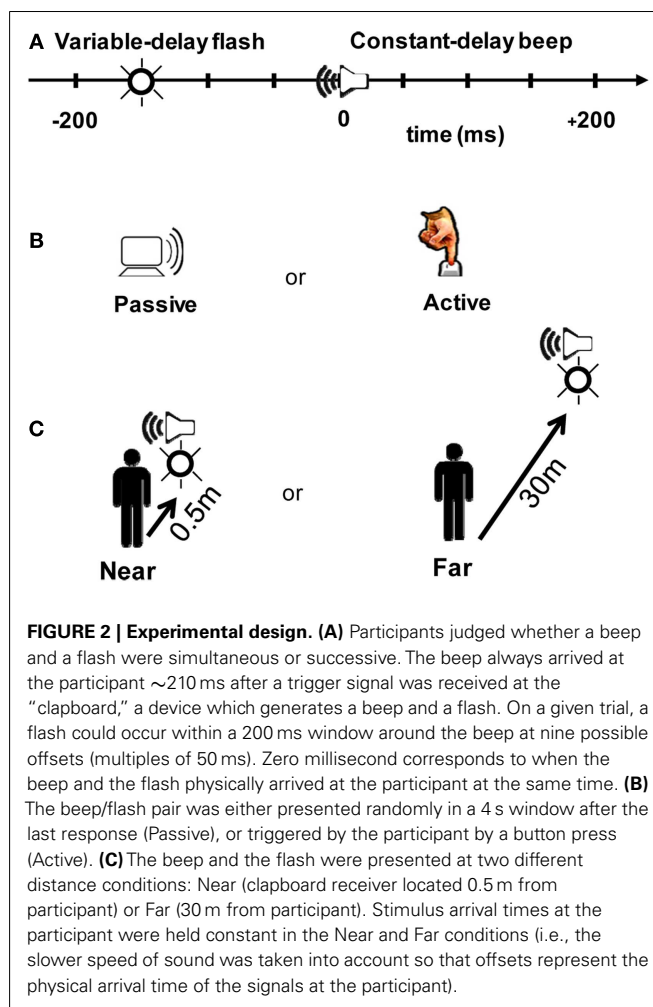 A Variable-delay flash Constant-delay beep
-200 0 +200
time (ms)
B
Passive or Active
C
0.5m or 30m
Near Far
FIGURE 2 | Experimental design. (A) Participants judged whether a beep
and a flash were simultaneous or successive. The beep always arrived at
the participant ∼210 ms after a trigger signal was received at the
“clapboard,” a device which generates a beep and a flash. On a given trial, a
flash could occur within a 200 ms window around the beep at nine possible
offsets (multiples of 50 ms). Zero millisecond corresponds to when the
beep and the flash physically arrived at the participant at the same time. (B)
The beep/flash pair was either presented randomly in a 4 s window after the
last response (Passive), or triggered by the participant by a button press
(Active). (C) The beep and the flash were presented at two different
distance conditions: Near (clapboard receiver located 0.5 m from
participant) or Far (30 m from participant). Stimulus arrival times at the
participant were held constant in the Near and Far conditions (i.e., the
slower speed of sound was taken into account so that offsets represent the
physical arrival time of the signals at the participant).